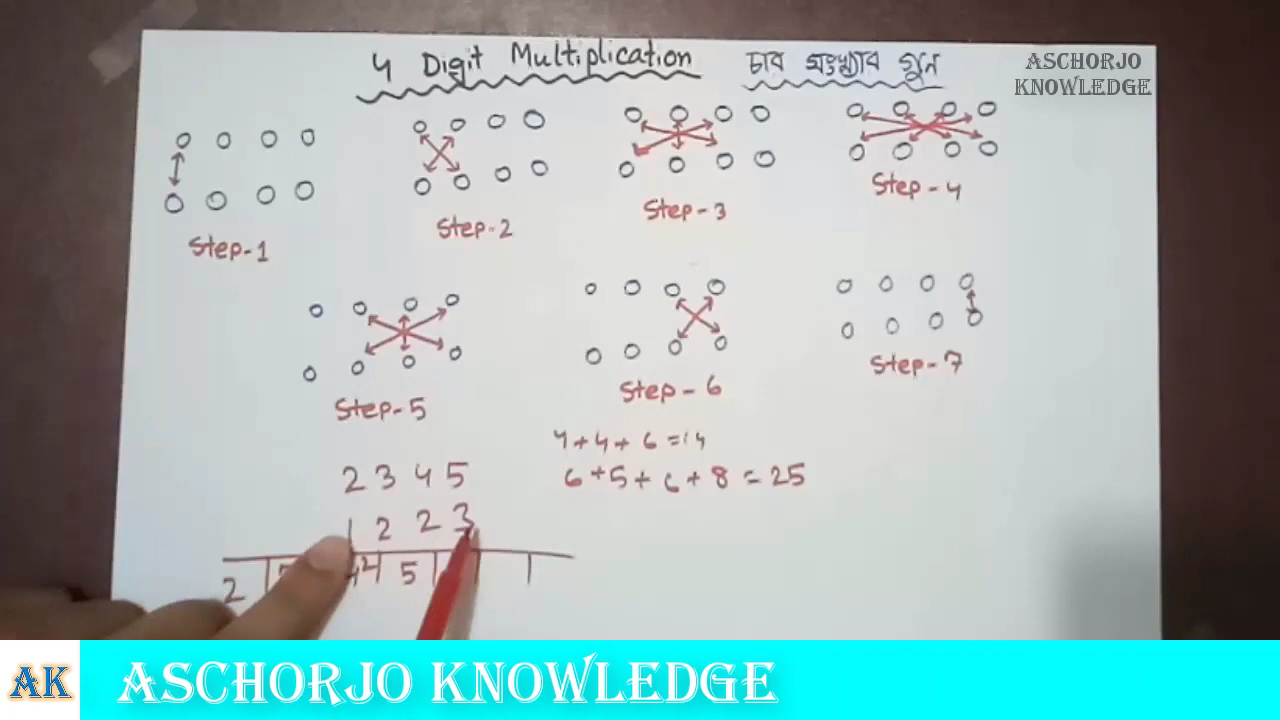 4 Digit Multiplication চার সংখ্যার গুন
ASCHORJO
KNOWLEDGE
Step-1
Step-2
Step-3
Step-4
Step-5
Step-6
Step-7
4+4+6=14
6+5+6+8=25
2345
1223
2 4 5
AK ASCHORJO KNOWLEDGE